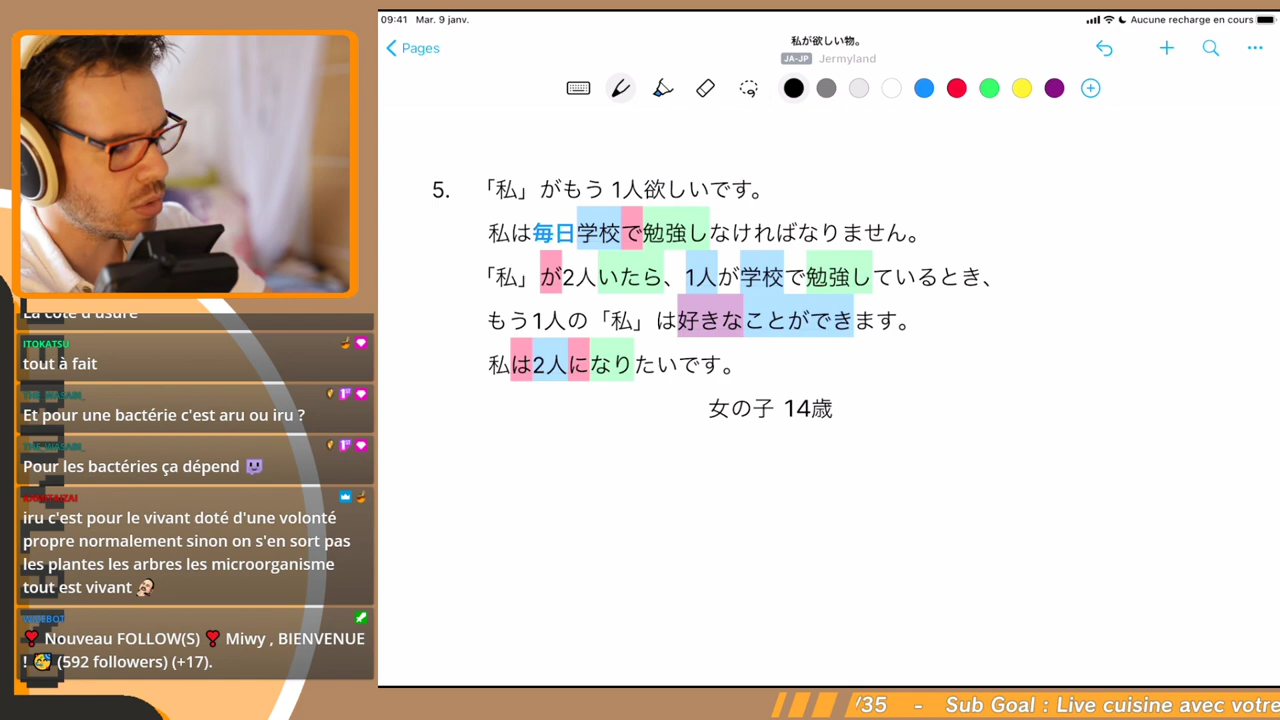 09:41 Mar. 9 janv.
Aucune recharge en cours
Pages
私が欲しい物。
JA-JP Jermyland
5. 「私」がもう1人欲しいです。
私は毎日学校で勉強しなければなりません。
「私」が2人いたら、1人が学校で勉強しているとき、
もう1人の「私」は好きなことができます。
私は2人になりたいです。
女の子 14歳
La côte d'usure
ITOKATSU
tout à fait
THE_WASABI_
Et pour une bactérie c'est aru ou iru ?
THE_WASABI_
Pour les bactéries ça dépend
iru c'est pour le vivant doté d'une volonté
propre normalement sinon on s'en sort pas
les plantes les arbres les microorganisme
tout est vivant
WIZEBOT
Nouveau FOLLOW(S) Miwy , BIENVENUE
! (592 followers) (+17).
/35 - Sub Goal : Live cuisine avec votre